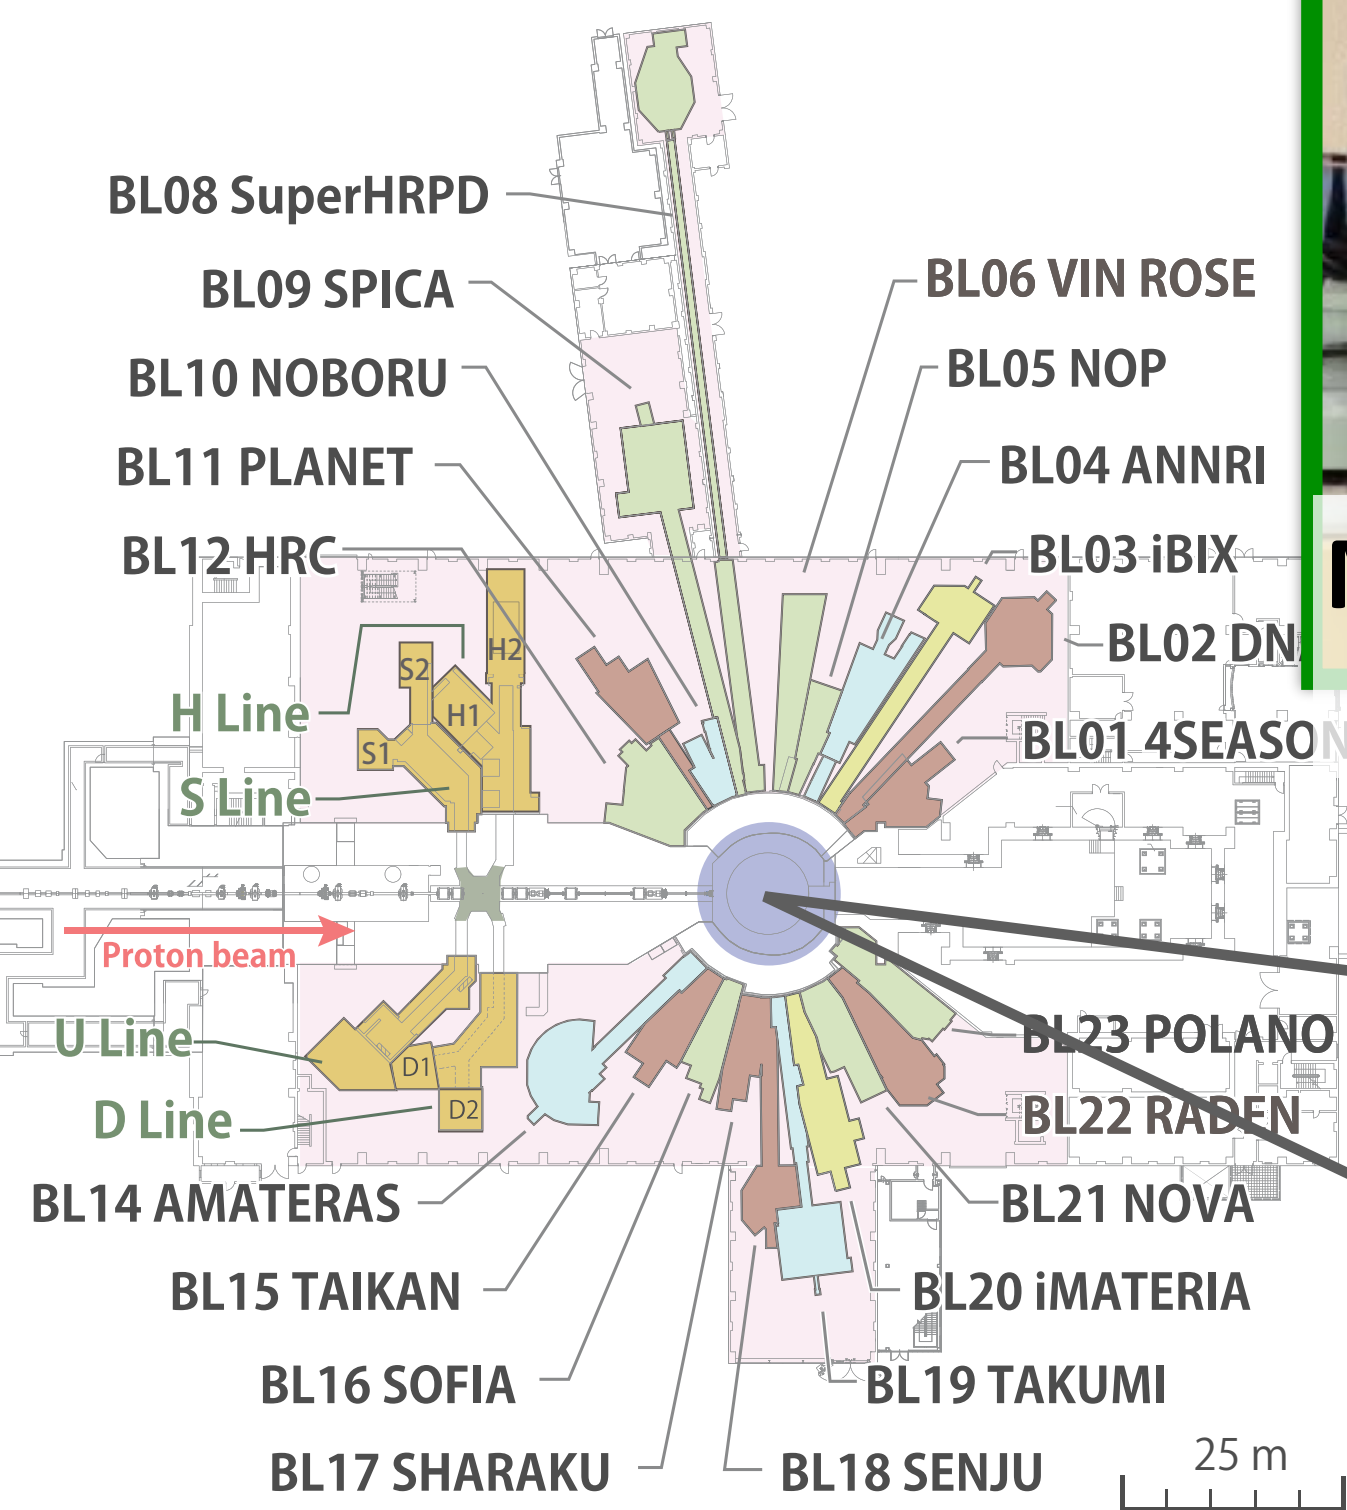 BL08 SuperHRPD
BL09 SPICA
BL06 VIN ROSE
BL10 NOBORU
BL05 NOP
BL11 PLANET
BL04 ANNRI
BL12 HRC
BL03 iBIX
BL02 DNA
H2
S2
H Line
H1
S1
BL01 4SEASON
S Line
Proton beam
U Line
D1
BL23 POLANO
D Line
D2
BL22 RADEN
BL14 AMATERAS
BL21 NOVA
BL15 TAIKAN
BL20 iMATERIA
BL16 SOFIA
BL19 TAKUMI
BL17 SHARAKU
BL18 SENJU
25 m